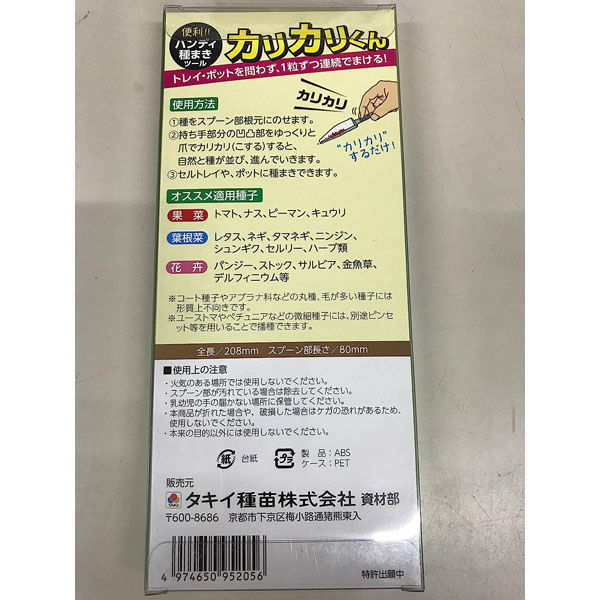 便利!!
ハンディ
種まき
ツール
カリカリくん
トレイ・ポットを問わず、1粒ずつ連続でまける!
使用方法
①種をスプーン部根元にのせます。
②持ち手部分の凹凸部をゆっくりと
爪でカリカリ(こする)すると、
自然と種が並び、進んでいきます。
③セルトレイや、ポットに種まきできます。
カリカリ
"カリカリ"
するだけ!
オススメ適用種子
果菜 トマト、ナス、ピーマン、キュウリ
葉根菜 レタス、ネギ、タマネギ、ニンジン、
シュンギク、セルリー、ハーブ類
花卉 パンジー、ストック、サルビア、金魚草、
デルフィニウム等
※コート種子やアブラナ科などの丸種、毛が多い種子には
形質上不向きです。
※ユーストマやペチュニアなどの微細種子には、別途ピンセ
ット等を用いることで播種できます。
全長/208mm スプーン部長さ/80mm
■使用上の注意
・火気のある場所では使用しないでください。
・スプーン部が汚れている場合は除去してください。
・乳幼児の手の届かない場所に保管してください。
・本商品が折れた場合や、破損した場合はケガの恐れがあるため、
使用しないでください。
・本来の目的以外には使用しないでください。
紙 台紙
プラ 製品:ABS
ケース:PET
販売元
タキイ種苗株式会社 資材部
〒600-8686 京都市下京区梅小路通猪熊東入
4 974650 952056
特許出願中